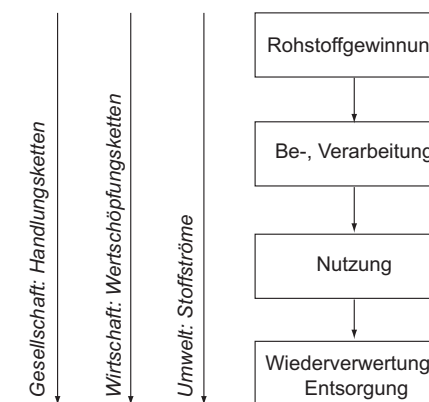 Gesellschaft: Handlungsketten
Wirtschaft: Wertschöpfungsketten
Umwelt: Stoffströme
Rohstoffgewinnun
Be-, Verarbeitung
Nutzung
Wiederverwertung
Entsorgung